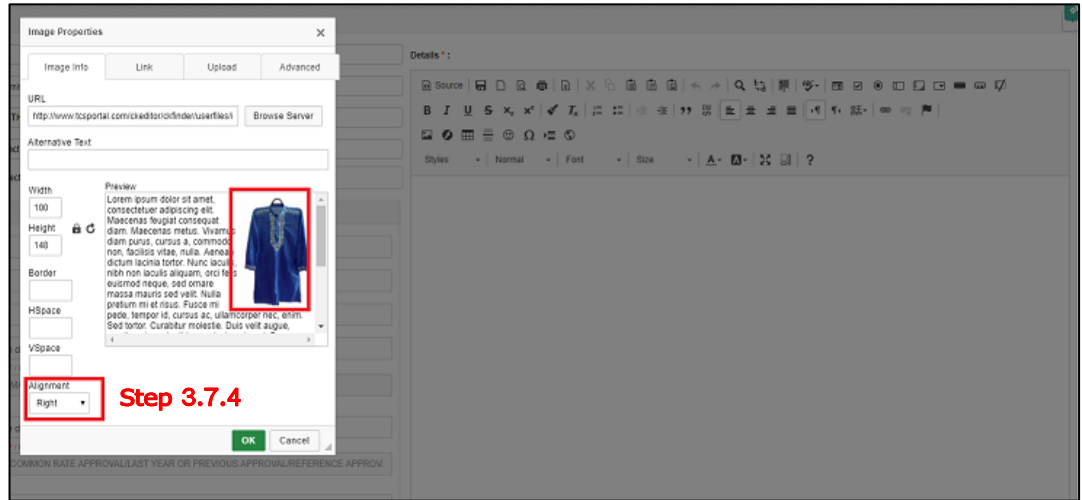 Image Properties
Image Info
Link
Upload
Advanced
URL
http://www.tcsportal.com/ckeditor/ckfinder/userfiles/i
Browse Server
Alternative Text
Width
100
Height
148
Border
HSpace
VSpace
Alignment
Right
Preview
Lorem ipsum dolor sit amet,
consectetuer adipiscing elit.
Maecenas feugiat consequat
diam. Maecenas metus. Vivamus
diam purus, cursus a, commodo
non, facilisis vitae, nulla. Aenean
dictum lacinia tortor. Nunc iaculis,
nibh non iaculis aliquam, orci felis
euismod neque, sed ornare
massa mauris sed velit. Nulla
pretium mi et risus. Fusce mi
pede, tempor id, cursus ac, ullamcorper nec, enim.
Sed tortor. Curabitur molestie. Duis velit augue,
Step 3.7.4
OK
Cancel
COMMON RATE APPROVAL/LAST YEAR OR PREVIOUS APPROVAL/REFERENCE APPROV
Details * :
Source
Styles
Normal
Font
Size